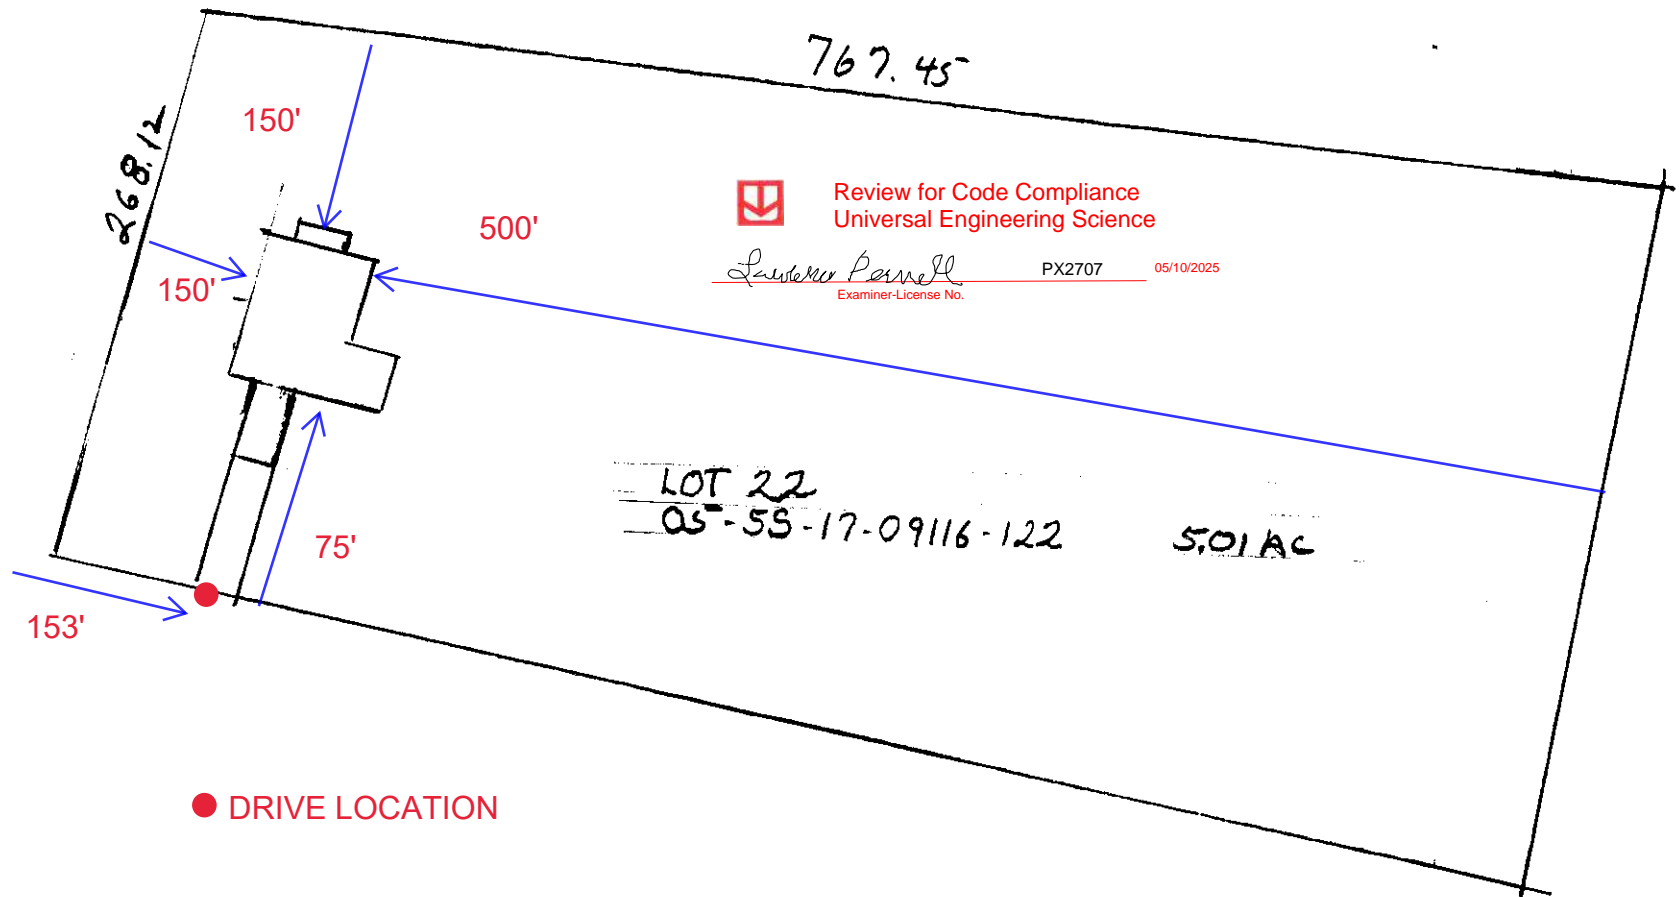 767.45
268.12
150'
500'
150'
Review for Code Compliance
Universal Engineering Science
PX2707 05/10/2025
Examiner-License No.
LOT 22
05-5S-17-09116-122 5.01 AC
75'
153'
DRIVE LOCATION